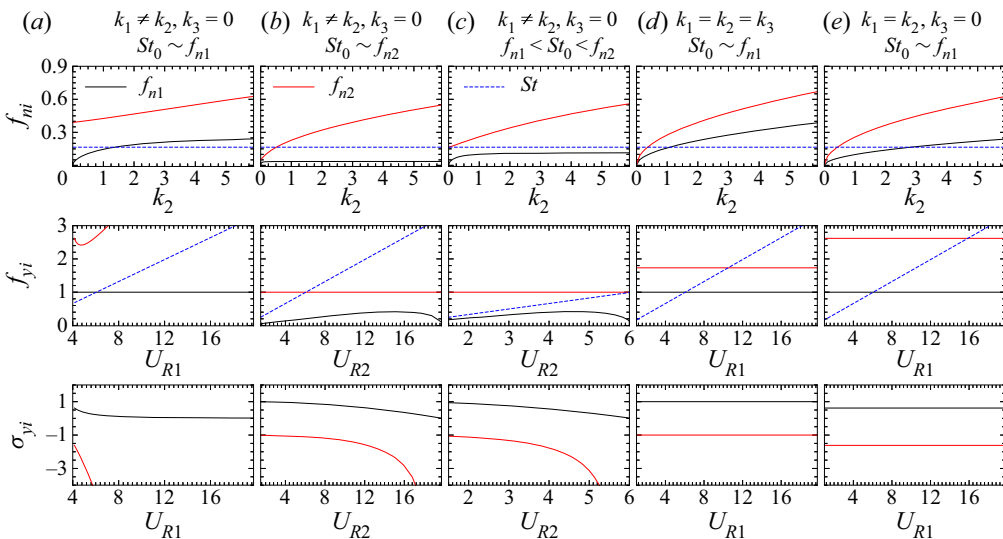 (a) k1 ≠ k2, k3 = 0 (b) k1 ≠ k2, k3 = 0 (c) k1 ≠ k2, k3 = 0 (d) k1 = k2 = k3 (e) k1 = k2, k3 = 0
St0 ~ fn1 St0 ~ fn2 fn1 < St0 < fn2 St0 ~ fn1 St0 ~ fn1
fn1 fn2 St
fni
0.9
0.6
0.3
0 1 2 3 4 5 0 1 2 3 4 5 0 1 2 3 4 5 0 1 2 3 4 5 0 1 2 3 4 5
k2 k2 k2 k2 k2
fyi
3
2
1
0
4 8 12 16 4 8 12 16 2 3 4 5 6 4 8 12 16 4 8 12 16
UR1 UR2 UR2 UR1 UR1
σyi
1
−1
−3
4 8 12 16 4 8 12 16 2 3 4 5 6 4 8 12 16 4 8 12 16
UR1 UR2 UR2 UR1 UR1